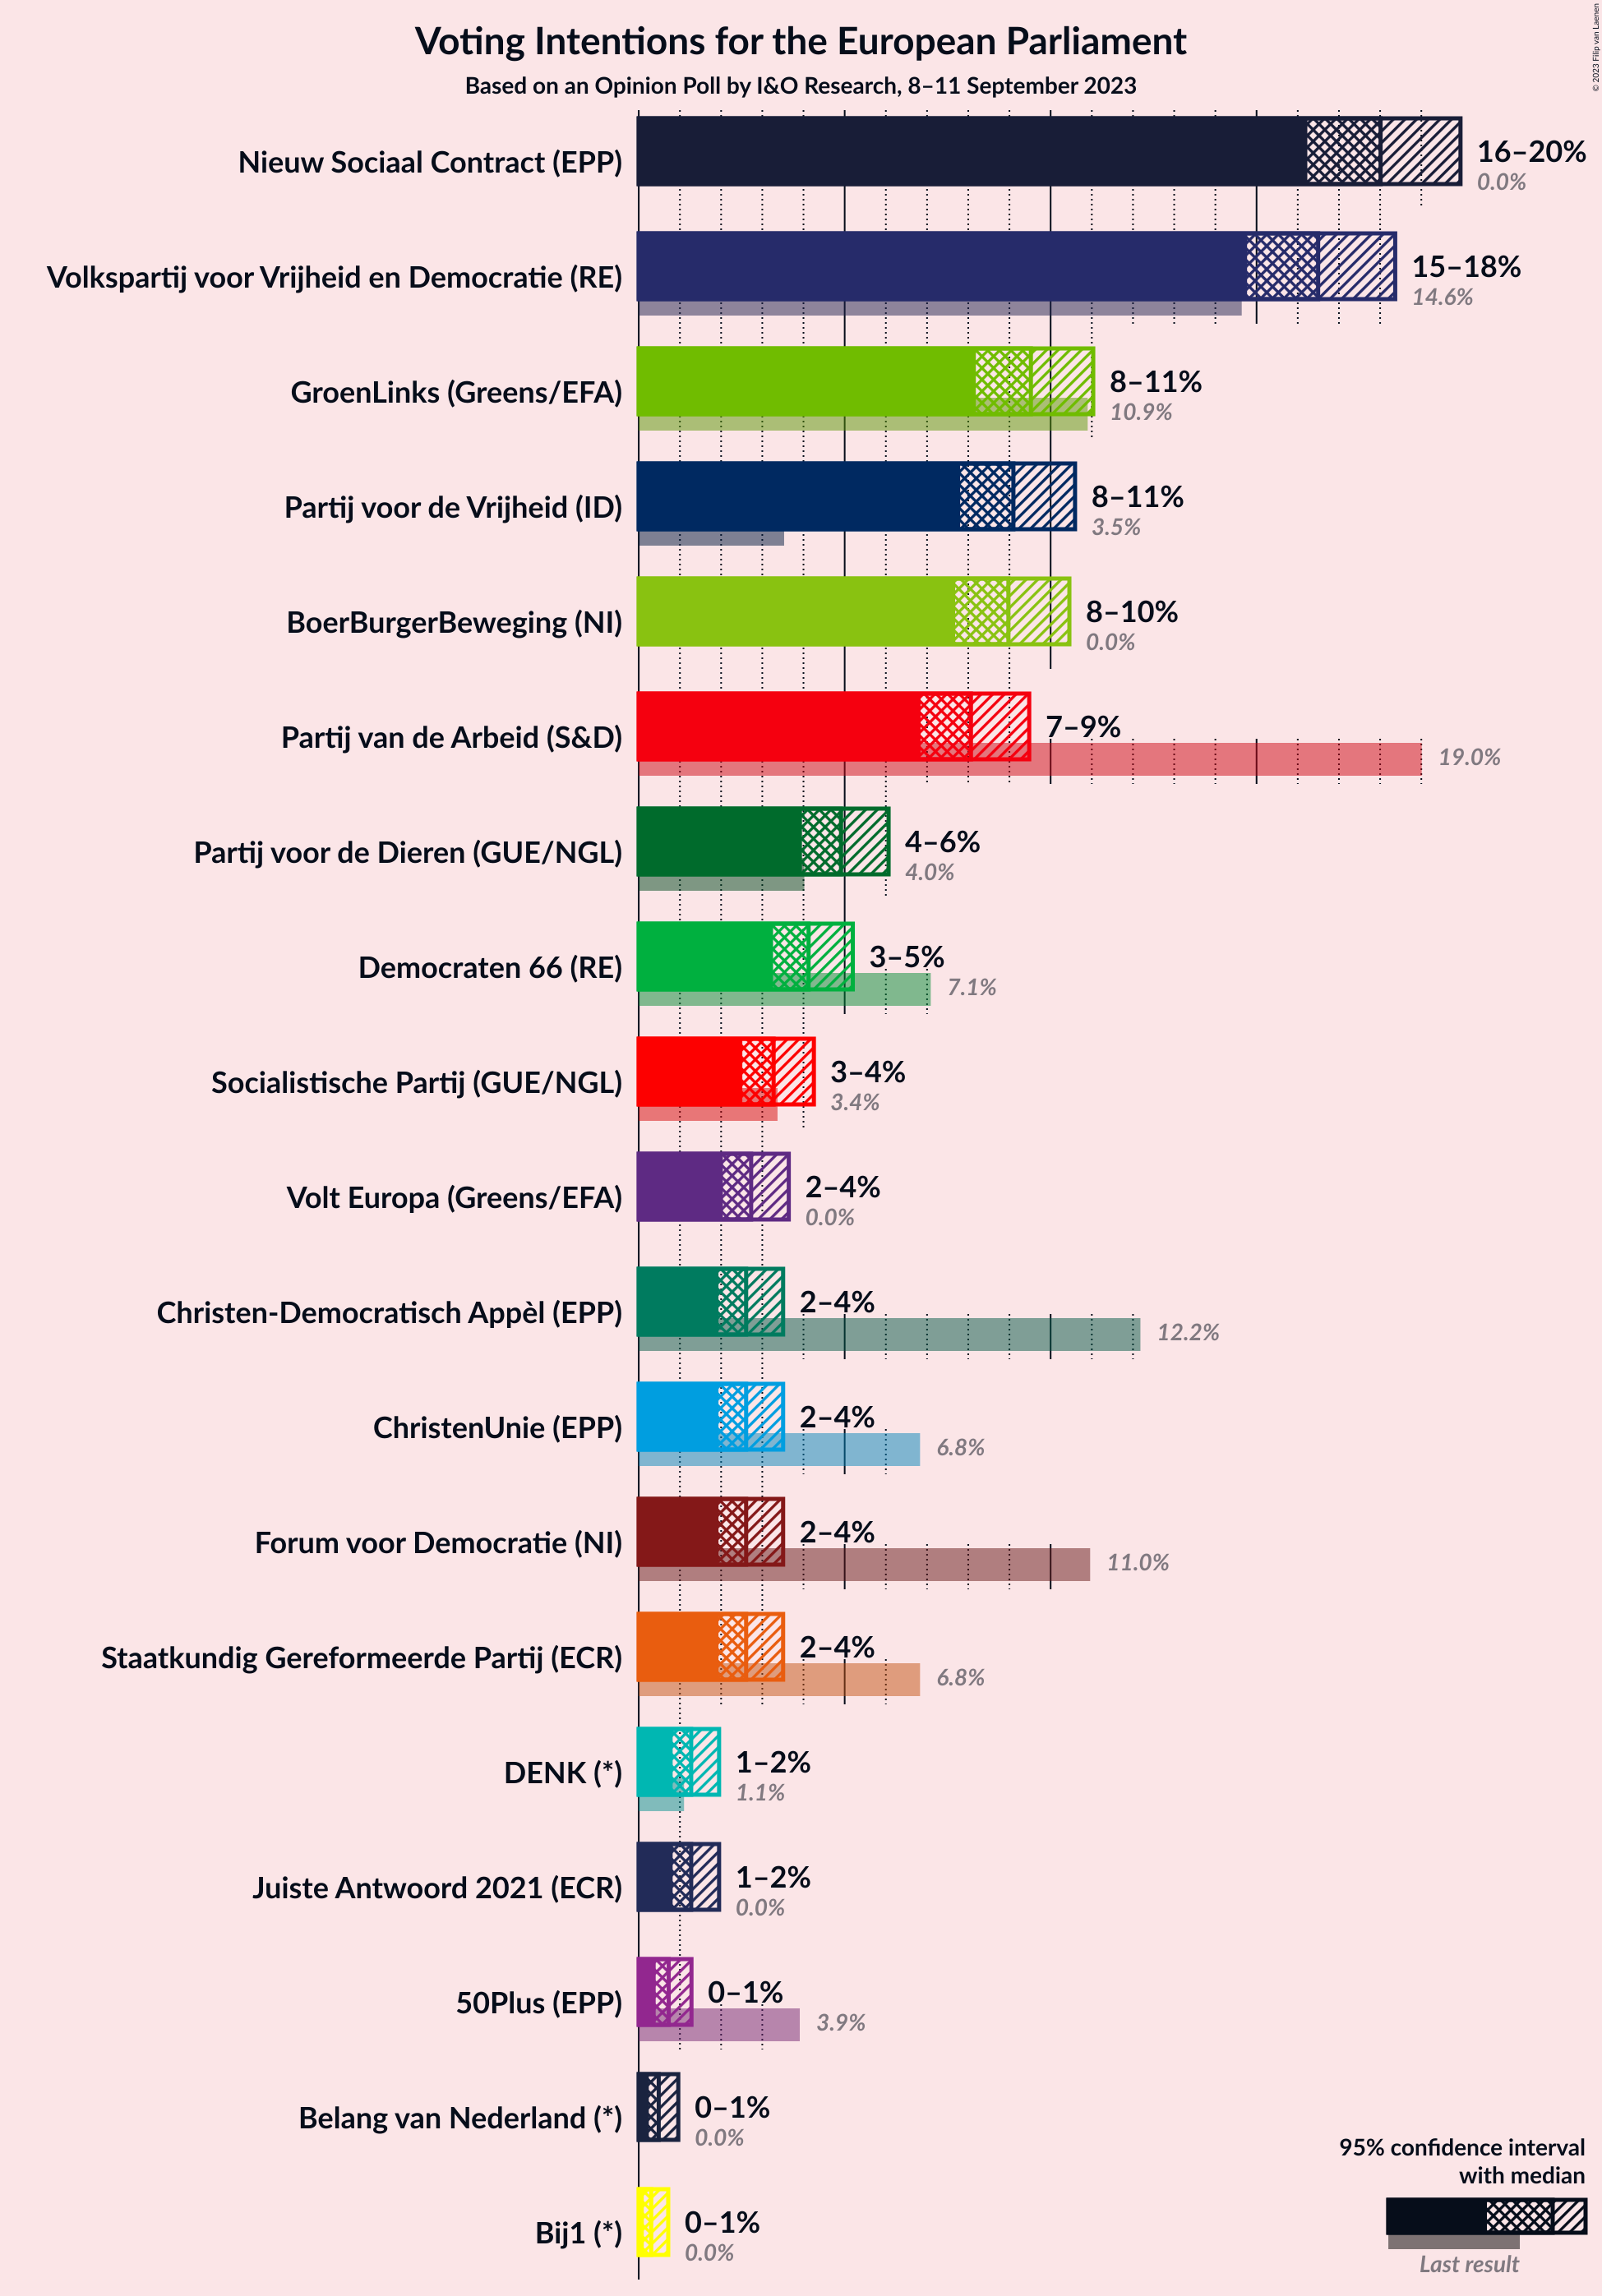 Voting Intentions for the European Parliament
Based on an Opinion Poll by I&O Research, 8–11 September 2023
© 2023 Filip van Laenen
Nieuw Sociaal Contract (EPP)
16–20%
0.0%
Volkspartij voor Vrijheid en Democratie (RE)
15–18%
14.6%
GroenLinks (Greens/EFA)
8–11%
10.9%
Partij voor de Vrijheid (ID)
8–11%
3.5%
BoerBurgerBeweging (NI)
8–10%
0.0%
Partij van de Arbeid (S&D)
7–9%
19.0%
Partij voor de Dieren (GUE/NGL)
4–6%
4.0%
Democraten 66 (RE)
3–5%
7.1%
Socialistische Partij (GUE/NGL)
3–4%
3.4%
Volt Europa (Greens/EFA)
2–4%
0.0%
Christen-Democratisch Appèl (EPP)
2–4%
12.2%
ChristenUnie (EPP)
2–4%
6.8%
Forum voor Democratie (NI)
2–4%
11.0%
Staatkundig Gereformeerde Partij (ECR)
2–4%
6.8%
DENK (*)
1–2%
1.1%
Juiste Antwoord 2021 (ECR)
1–2%
0.0%
50Plus (EPP)
0–1%
3.9%
Belang van Nederland (*)
0–1%
0.0%
Bij1 (*)
0–1%
0.0%
95% confidence interval
with median
Last result